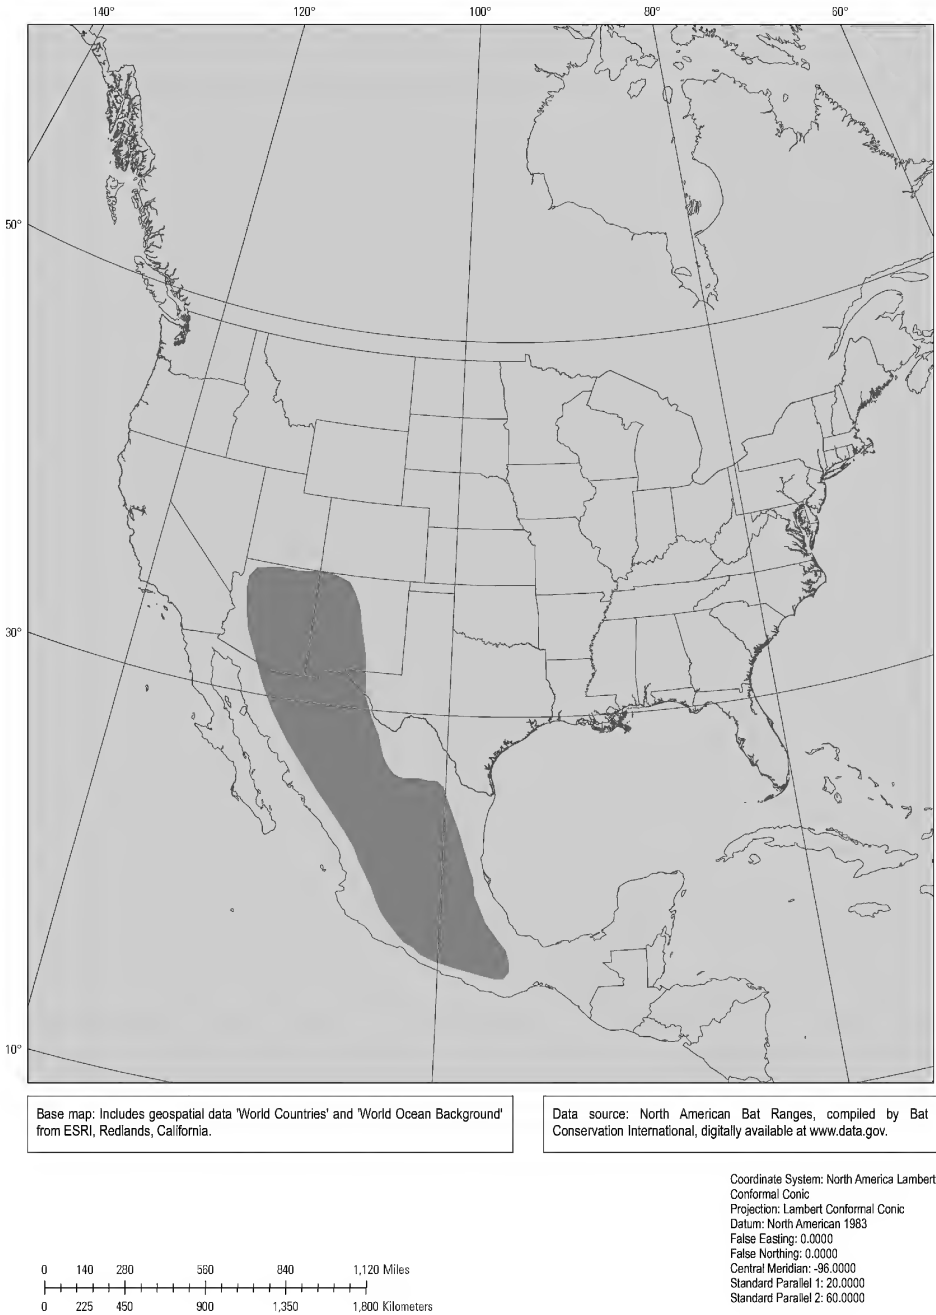 140° 120° 100° 80° 60°
50°
30°
10°
Base map: Includes geospatial data 'World Countries' and 'World Ocean Background'
from ESRI, Redlands, California.
Data source: North American Bat Ranges, compiled by Bat
Conservation International, digitally available at www.data.gov.
Coordinate System: North America Lambert
Conformal Conic
Projection: Lambert Conformal Conic
Datum: North American 1983
False Easting: 0.0000
False Northing: 0.0000
Central Meridian: -96.0000
Standard Parallel 1: 20.0000
Standard Parallel 2: 60.0000
0 140 280 560 840 1,120 Miles
0 225 450 900 1,350 1,800 Kilometers